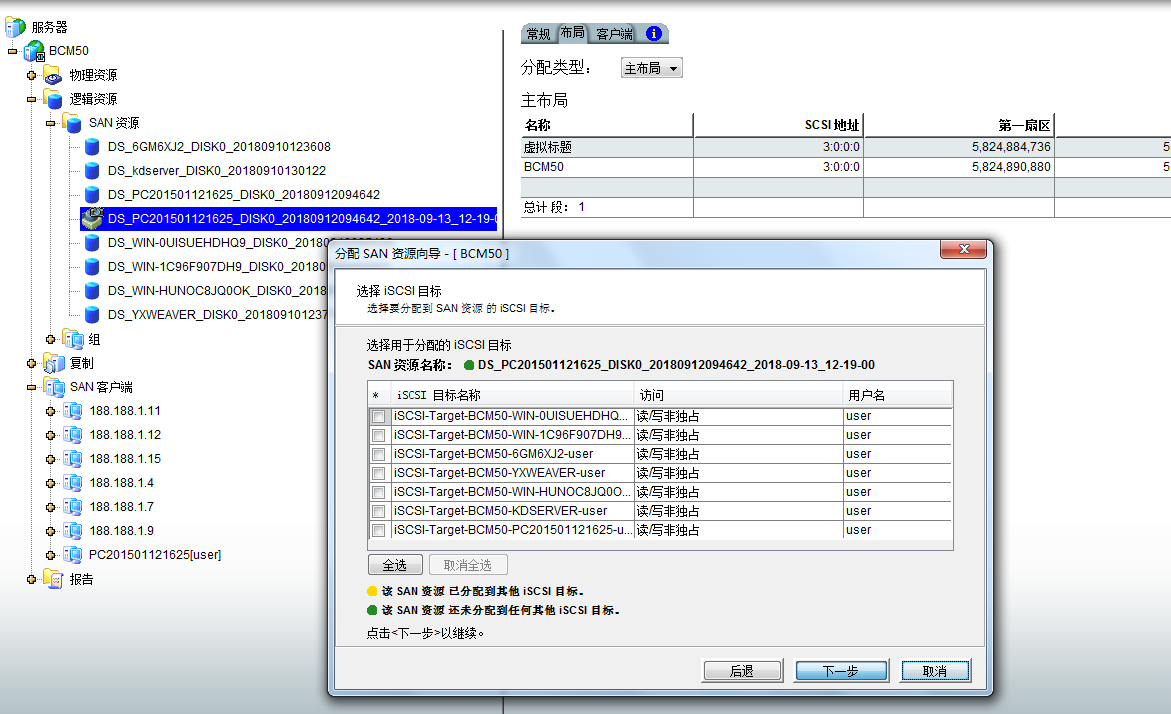 服务器
BCM50
物理资源
逻辑资源
SAN 资源
DS_6GM6XJ2_DISK0_20180910123608
DS_kdserver_DISK0_20180910130122
DS_PC201501121625_DISK0_20180912094642
DS_PC201501121625_DISK0_20180912094642_2018-09-13_12-19-0
DS_WIN-0UISUEHDHQ9_DISK0_2018
DS_WIN-1C96F907DH9_DISK0_20180
DS_WIN-HUNOC8JQ0OK_DISK0_2018
DS_YXWEAVER_DISK0_201809101237
组
复制
SAN 客户端
188.188.1.11
188.188.1.12
188.188.1.15
188.188.1.4
188.188.1.7
188.188.1.9
PC201501121625[user]
报告
常规 布局 客户端
分配类型: 主布局
主布局
名称 SCSI 地址 第一扇区
虚拟标题 3:0:0:0 5,824,884,736 5
BCM50 3:0:0:0 5,824,890,880 5
总计 段: 1
分配 SAN 资源向导 - [ BCM50 ]
选择 iSCSI 目标
选择要分配到 SAN 资源 的 iSCSI 目标。
选择用于分配的 iSCSI 目标
SAN 资源名称: DS_PC201501121625_DISK0_20180912094642_2018-09-13_12-19-00
* iSCSI 目标名称 访问 用户名
iSCSI-Target-BCM50-WIN-0UISUEHDHQ... 读/写非独占 user
iSCSI-Target-BCM50-WIN-1C96F907DH9... 读/写非独占 user
iSCSI-Target-BCM50-6GM6XJ2-user 读/写非独占 user
iSCSI-Target-BCM50-YXWEAVER-user 读/写非独占 user
iSCSI-Target-BCM50-WIN-HUNOC8JQ0O... 读/写非独占 user
iSCSI-Target-BCM50-KDSERVER-user 读/写非独占 user
iSCSI-Target-BCM50-PC201501121625-u... 读/写非独占 user
全选 取消全选
该 SAN 资源 已分配到其他 iSCSI 目标。
该 SAN 资源 还未分配到任何其他 iSCSI 目标。
点击<下一步>以继续。
后退 下一步 取消